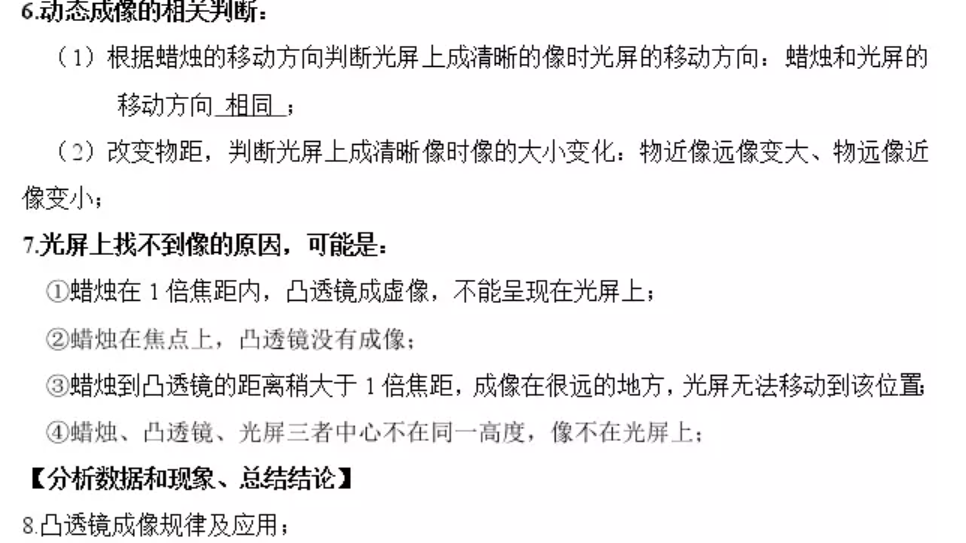 6.动态成像的相关判断：
（1）根据蜡烛的移动方向判断光屏上成清晰的像时光屏的移动方向：蜡烛和光屏的
移动方向 相同 ；
（2）改变物距，判断光屏上成清晰像时像的大小变化：物近像远像变大、物远像近
像变小；
7.光屏上找不到像的原因，可能是：
①蜡烛在 1 倍焦距内，凸透镜成虚像，不能呈现在光屏上；
②蜡烛在焦点上，凸透镜没有成像；
③蜡烛到凸透镜的距离稍大于 1 倍焦距，成像在很远的地方，光屏无法移动到该位置；
④蜡烛、凸透镜、光屏三者中心不在同一高度，像不在光屏上；
【分析数据和现象、总结结论】
8.凸透镜成像规律及应用；